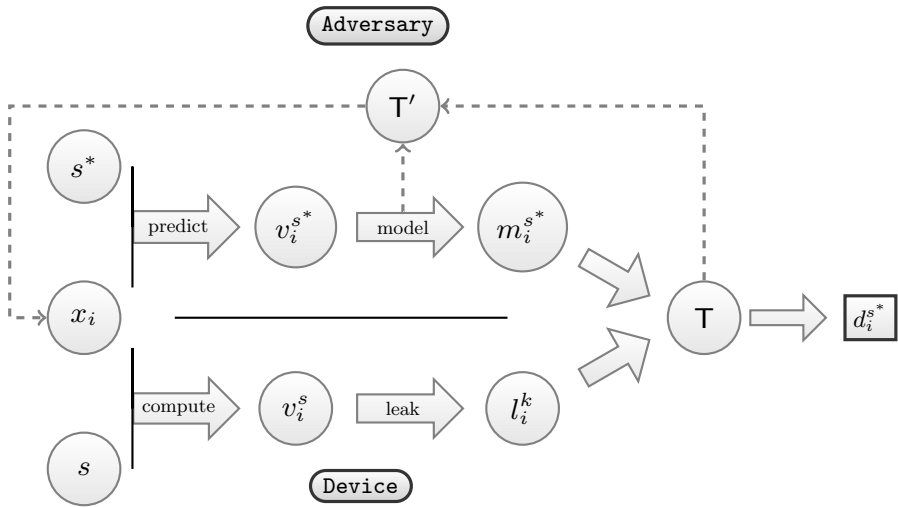 Adversary
T′
s*
predict
v_i^{s*}
model
m_i^{s*}
x_i
T
d_i^{s*}
compute
v_i^s
leak
l_i^k
s
Device